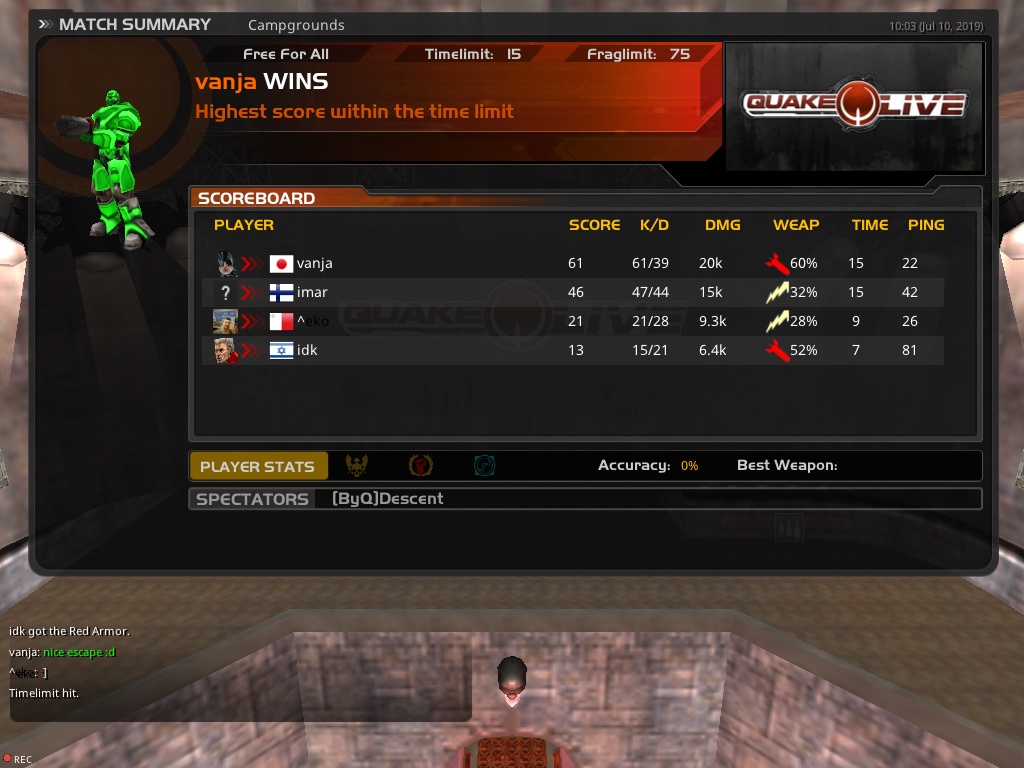 MATCH SUMMARY Campgrounds 10:03 (Jul 10, 2019)
Free For All Timelimit: 15 Fraglimit: 75
vanja WINS
Highest score within the time limit
QUAKE LIVE
SCOREBOARD
PLAYER SCORE K/D DMG WEAP TIME PING
vanja 61 61/39 20k 60% 15 22
? imar 46 47/44 15k 32% 15 42
^eko 21 21/28 9.3k 28% 9 26
idk 13 15/21 6.4k 52% 7 81
QUAKE LIVE
PLAYER STATS Accuracy: 0% Best Weapon:
SPECTATORS [ByQ]Descent
idk got the Red Armor.
vanja: nice escape :d
^eko: ]
Timelimit hit.
REC